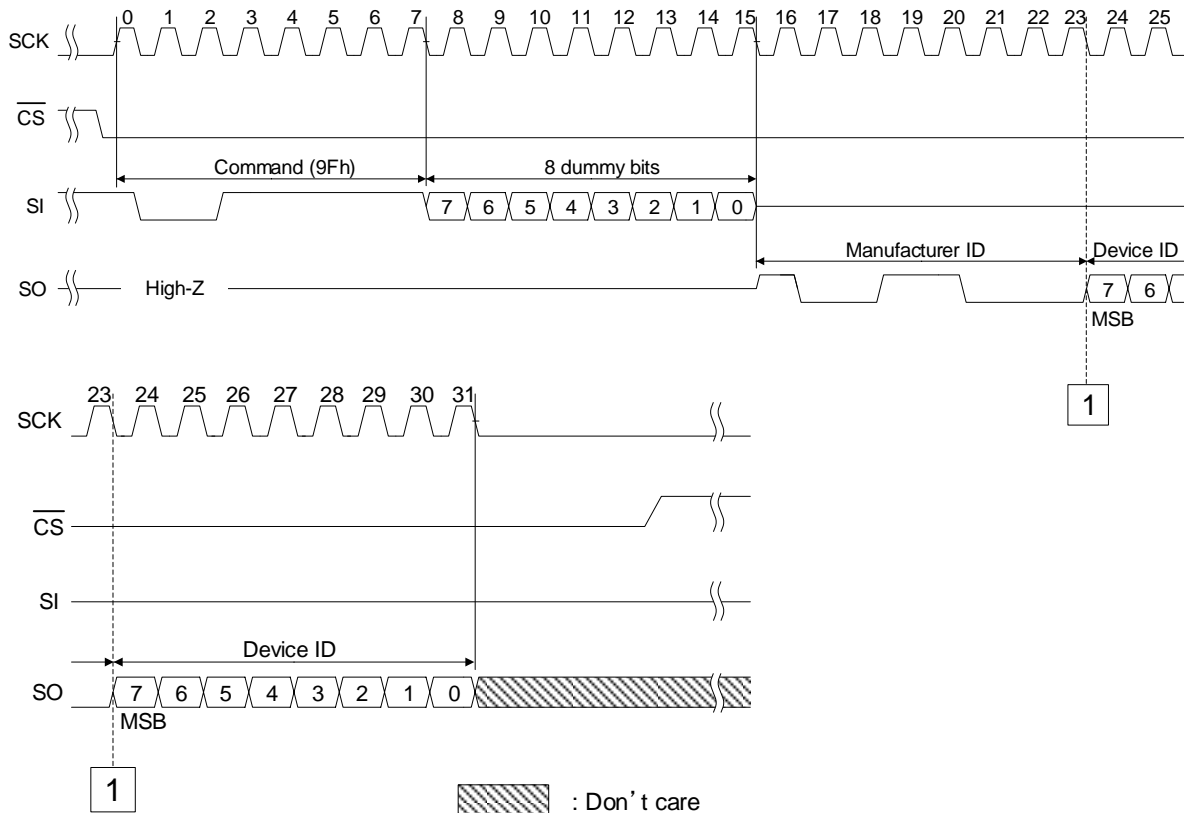 0 1 2 3 4 5 6 7 8 9 10 11 12 13 14 15 16 17 18 19 20 21 22 23 24 25
SCK
CS
Command (9Fh) 8 dummy bits
SI 7 6 5 4 3 2 1 0
Manufacturer ID Device ID
SO High-Z 7 6
MSB
1
23 24 25 26 27 28 29 30 31
SCK
CS
SI
Device ID
SO 7 6 5 4 3 2 1 0
MSB
1
: Don't care